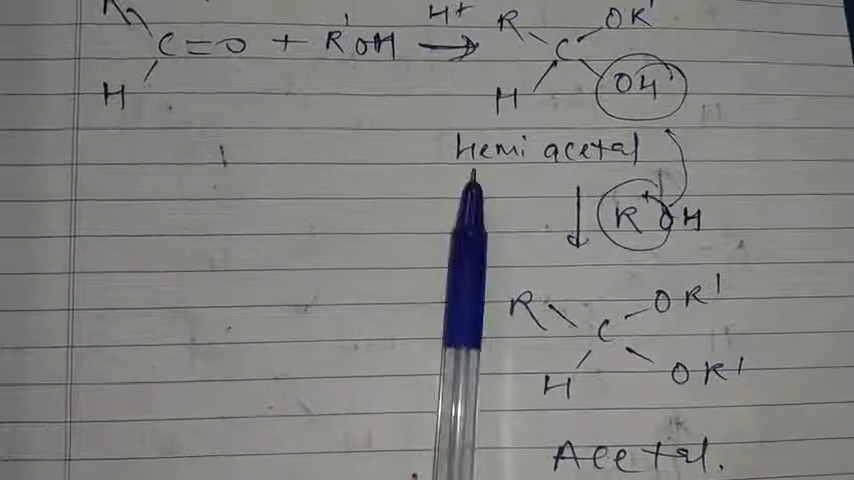 R
C=O + R'OH H+ → R C OR'
H H OH
Hemi acetal
↓ R'OH
R C OR'
H OR'
Acetal.